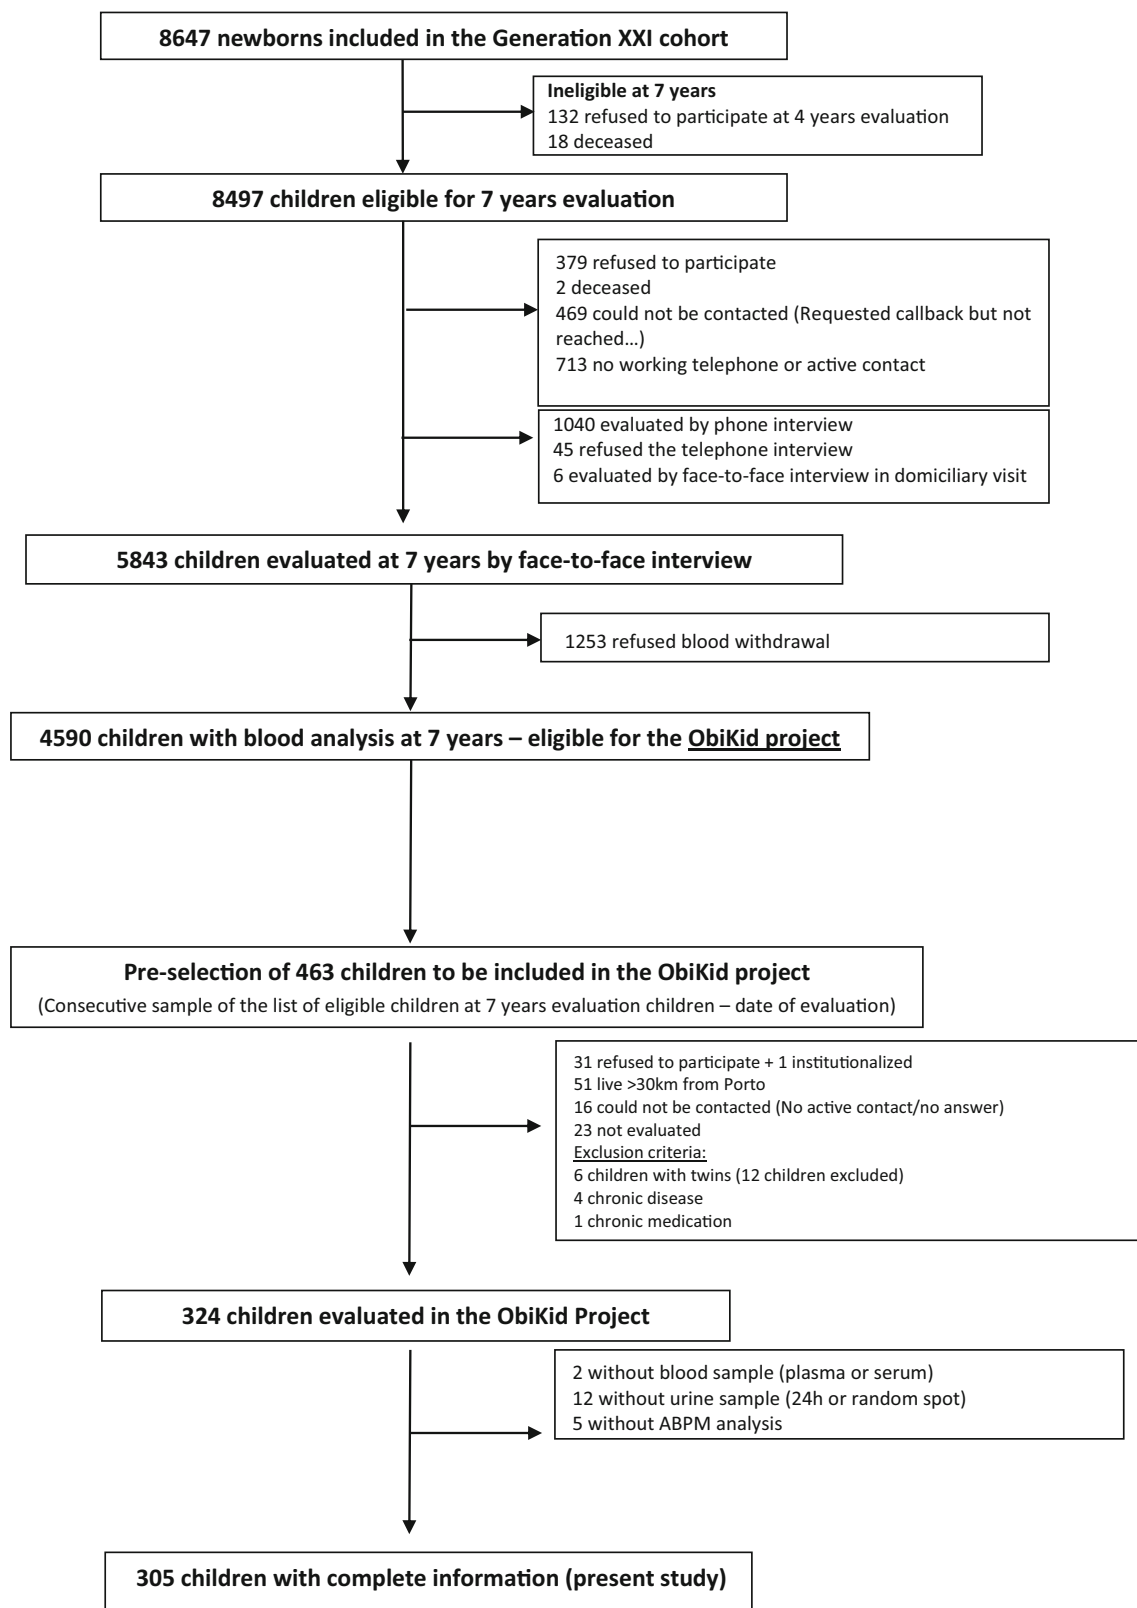 8647 newborns included in the Generation XXI cohort
Ineligible at 7 years
132 refused to participate at 4 years evaluation
18 deceased
8497 children eligible for 7 years evaluation
379 refused to participate
2 deceased
469 could not be contacted (Requested callback but not
reached…)
713 no working telephone or active contact
1040 evaluated by phone interview
45 refused the telephone interview
6 evaluated by face-to-face interview in domiciliary visit
5843 children evaluated at 7 years by face-to-face interview
1253 refused blood withdrawal
4590 children with blood analysis at 7 years – eligible for the ObiKid project
Pre-selection of 463 children to be included in the ObiKid project
(Consecutive sample of the list of eligible children at 7 years evaluation children – date of evaluation)
31 refused to participate + 1 institutionalized
51 live >30km from Porto
16 could not be contacted (No active contact/no answer)
23 not evaluated
Exclusion criteria:
6 children with twins (12 children excluded)
4 chronic disease
1 chronic medication
324 children evaluated in the ObiKid Project
2 without blood sample (plasma or serum)
12 without urine sample (24h or random spot)
5 without ABPM analysis
305 children with complete information (present study)